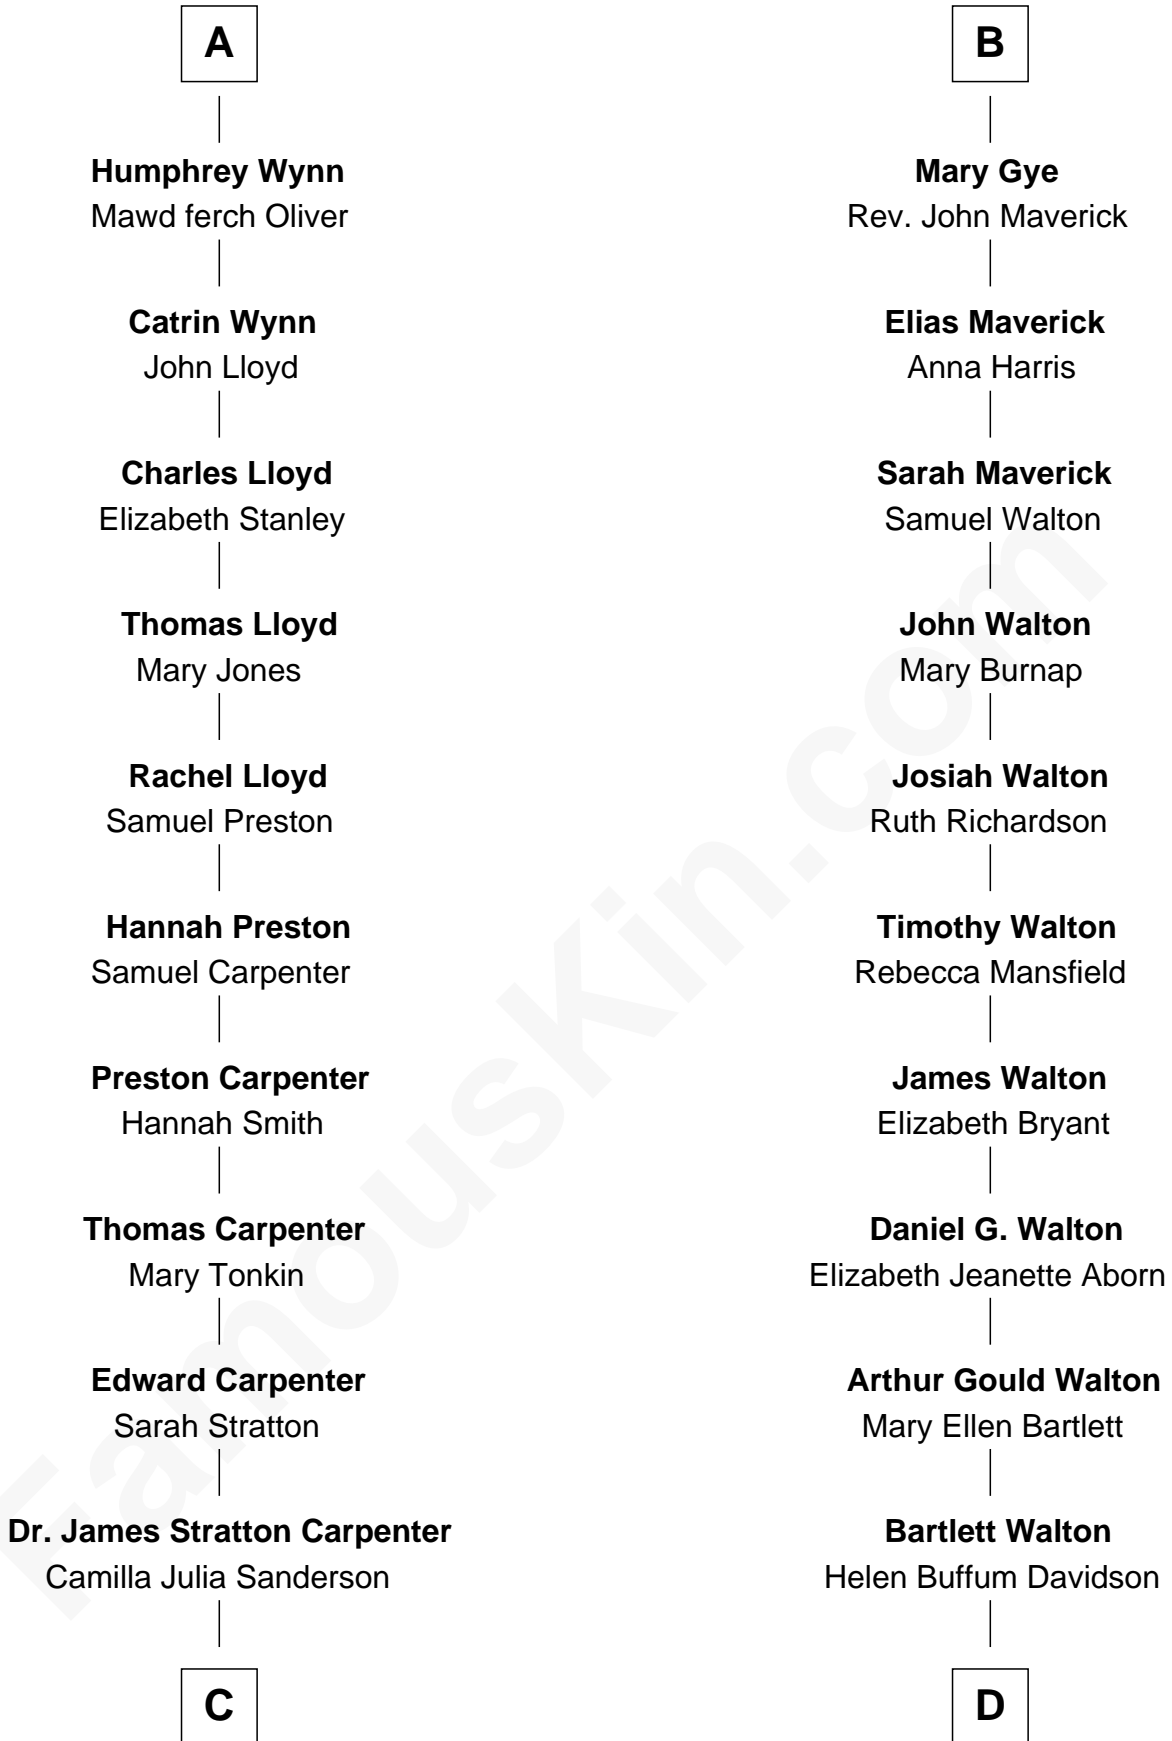 A
Humphrey Wynn
Mawd ferch Oliver
Catrin Wynn
John Lloyd
Charles Lloyd
Elizabeth Stanley
Thomas Lloyd
Mary Jones
Rachel Lloyd
Samuel Preston
Hannah Preston
Samuel Carpenter
Preston Carpenter
Hannah Smith
Thomas Carpenter
Mary Tonkin
Edward Carpenter
Sarah Stratton
Dr. James Stratton Carpenter
Camilla Julia Sanderson
C
B
Mary Gye
Rev. John Maverick
Elias Maverick
Anna Harris
Sarah Maverick
Samuel Walton
John Walton
Mary Burnap
Josiah Walton
Ruth Richardson
Timothy Walton
Rebecca Mansfield
James Walton
Elizabeth Bryant
Daniel G. Walton
Elizabeth Jeanette Aborn
Arthur Gould Walton
Mary Ellen Bartlett
Bartlett Walton
Helen Buffum Davidson
D
FamousKin.com